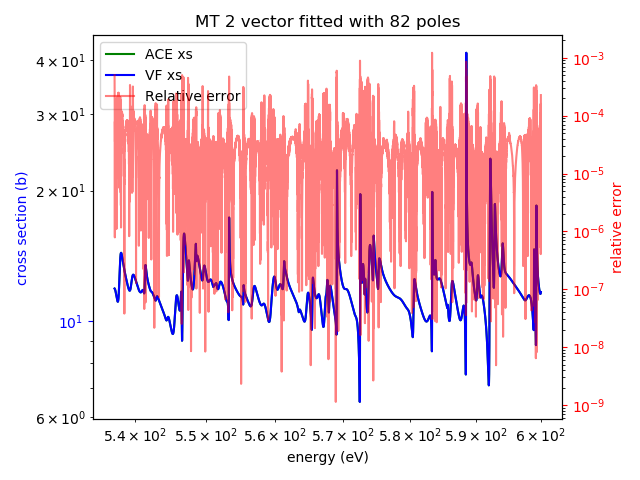 MT 2 vector fitted with 82 poles
ACE xs
VF xs
Relative error
4 × 10¹
3 × 10¹
2 × 10¹
10¹
6 × 10⁰
cross section (b)
10⁻³
10⁻⁴
10⁻⁵
10⁻⁶
10⁻⁷
10⁻⁸
10⁻⁹
relative error
5.4 × 10² 5.5 × 10² 5.6 × 10² 5.7 × 10² 5.8 × 10² 5.9 × 10² 6 × 10²
energy (eV)